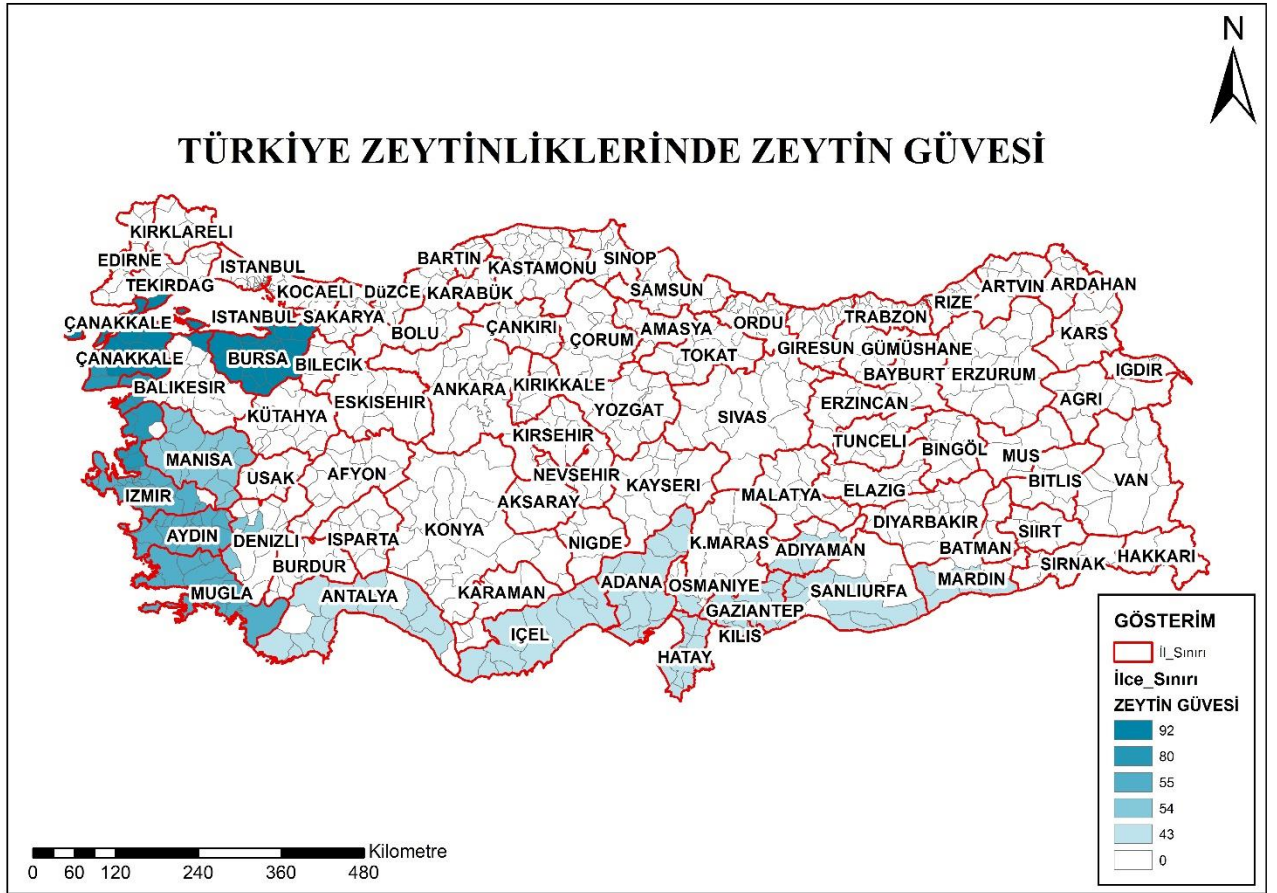 N
TÜRKİYE ZEYTİNLİKLERİNDE ZEYTİN GÜVESİ
KIRKLARELI
EDIRNE
TEKIRDAG
ISTANBUL
BARTIN
KASTAMONU
SINOP
KOCAELI
DüZCE
KARABÜK
SAMSUN
ARTVIN
ARDAHAN
RIZE
ÇANAKKALE
ISTANBUL
SAKARYA
BOLU
ÇANKIRI
ÇORUM
AMASYA
ORDU
TRABZON
GIRESUN
GÜMÜSHANE
KARS
ÇANAKKALE
BURSA
BILECIK
TOKAT
BAYBURT
ERZURUM
IGDIR
BALIKESIR
ESKISEHIR
ANKARA
KIRIKKALE
YOZGAT
SIVAS
ERZINCAN
AGRI
KÜTAHYA
KIRSEHIR
TUNCELI
BINGÖL
MUS
MANISA
USAK
AFYON
NEVSEHIR
KAYSERI
MALATYA
ELAZIG
BITLIS
VAN
IZMIR
AKSARAY
AYDIN
DENIZLI
ISPARTA
KONYA
NIGDE
K.MARAS
ADIYAMAN
DIYARBAKIR
BATMAN
SIIRT
SIRNAK
HAKKARI
BURDUR
MUGLA
ANTALYA
KARAMAN
ADANA
OSMANIYE
GAZIANTEP
SANLIURFA
MARDIN
IÇEL
KILIS
HATAY
GÖSTERİM
İl_Sınırı
İlce_Sınırı
ZEYTİN GÜVESİ
92
80
55
54
43
0
Kilometre
0 60 120 240 360 480